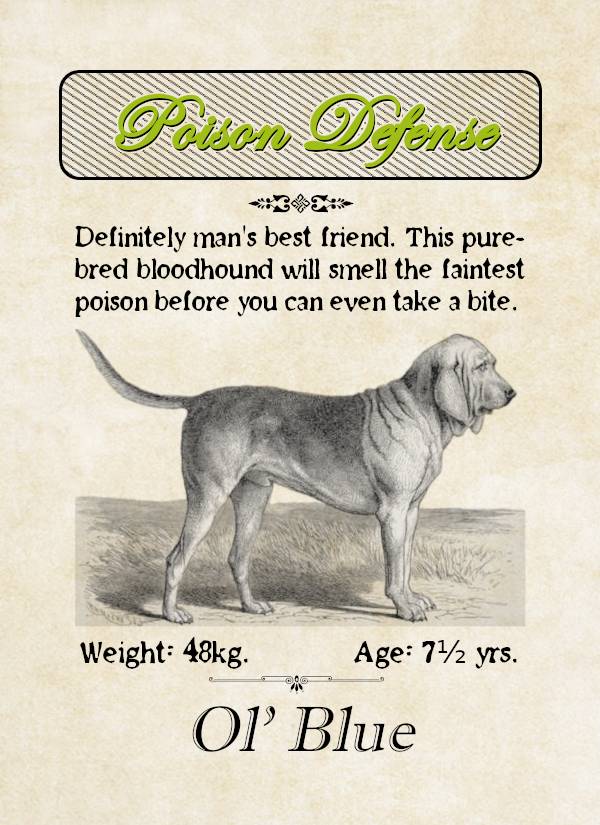 Poison Defense
Definitely man's best friend. This pure-
bred bloodhound will smell the faintest
poison before you can even take a bite.
Weight: 48kg. Age: 7½ yrs.
Ol’ Blue